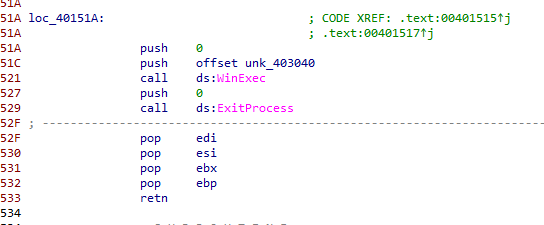 51A
51A loc_40151A: ; CODE XREF: .text:00401515↑j
51A ; .text:00401517↑j
51A push 0
51C push offset unk_403040
521 call ds:WinExec
527 push 0
529 call ds:ExitProcess
52F ; ---------------------------------------------------------------
52F pop edi
530 pop esi
531 pop ebx
532 pop ebp
533 retn
534